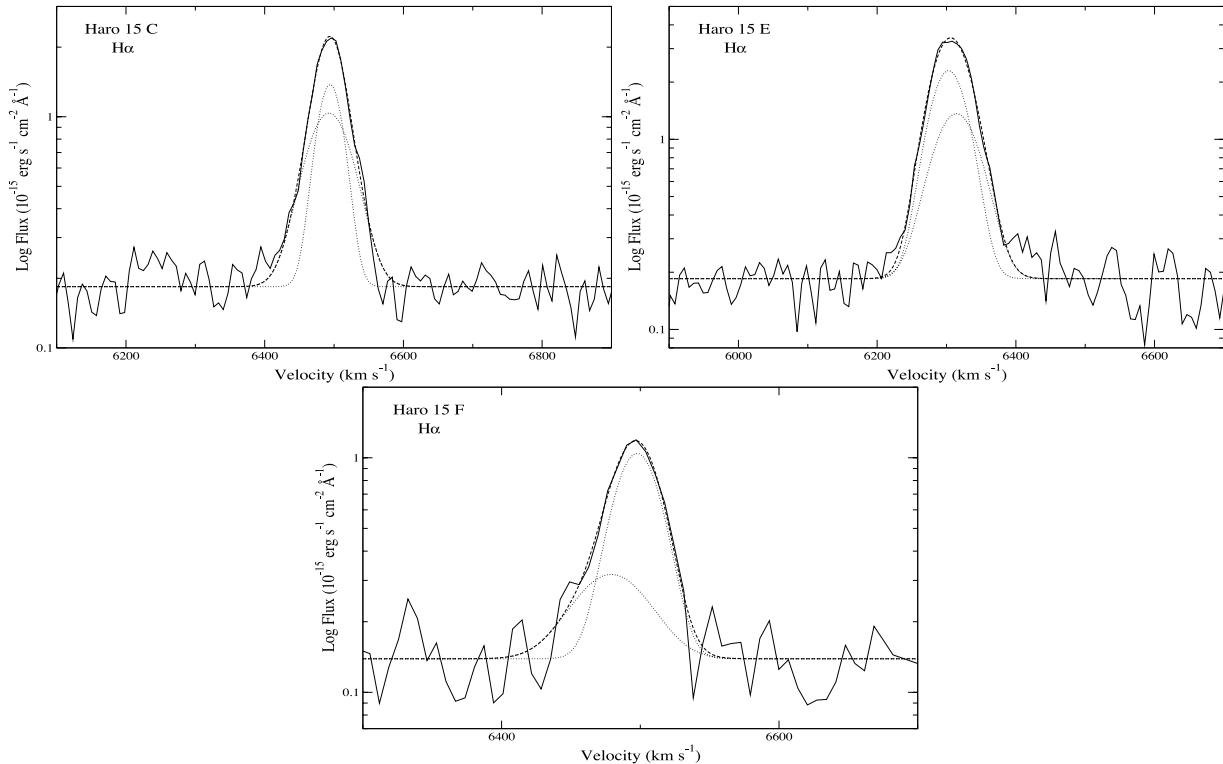 Haro 15 C
Hα
Log Flux (10⁻¹⁵ erg s⁻¹ cm⁻² Å⁻¹)
1
0.1
6200
6400
6600
6800
Velocity (km s⁻¹)
Haro 15 E
Hα
Log Flux (10⁻¹⁵ erg s⁻¹ cm⁻² Å⁻¹)
1
0.1
6000
6200
6400
6600
Velocity (km s⁻¹)
Haro 15 F
Hα
Log Flux (10⁻¹⁵ erg s⁻¹ cm⁻² Å⁻¹)
1
0.1
6400
6600
Velocity (km s⁻¹)